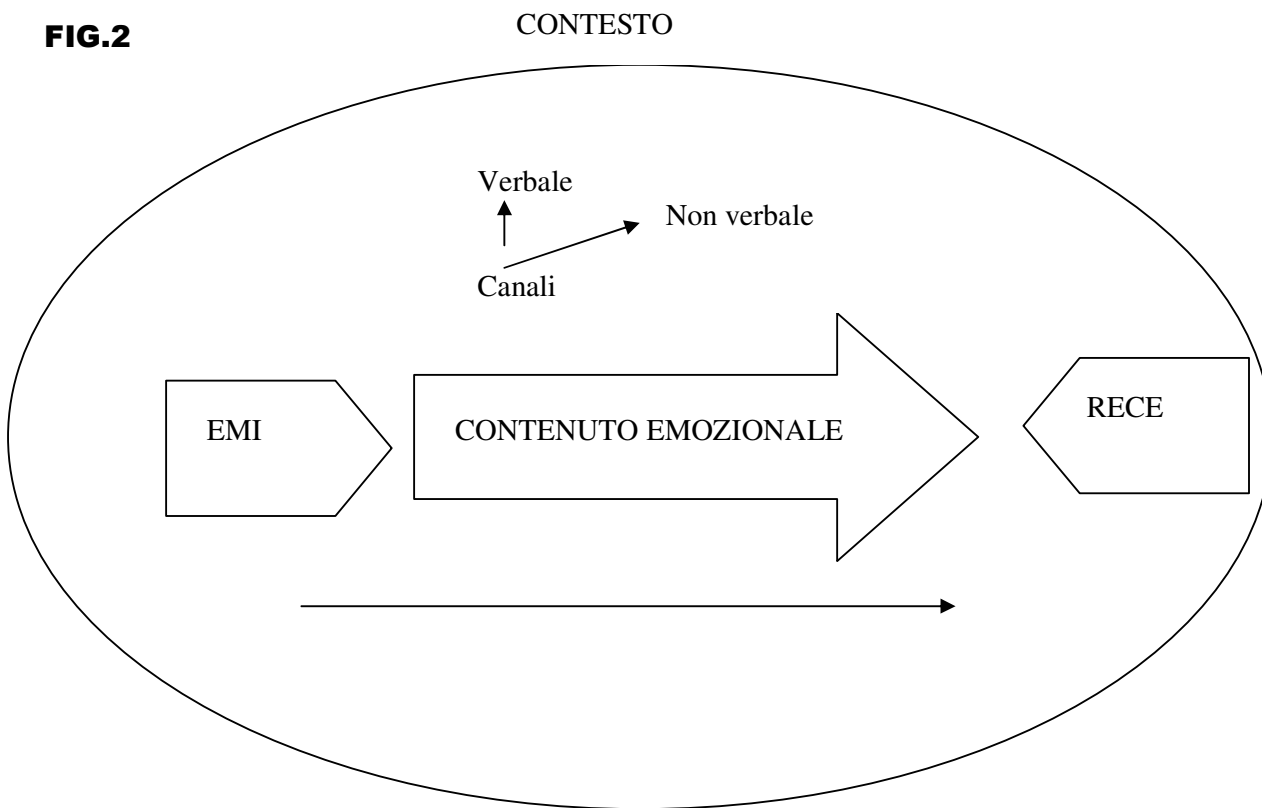 FIG.2
CONTESTO
Verbale
Non verbale
Canali
EMI
CONTENUTO EMOZIONALE
RECE